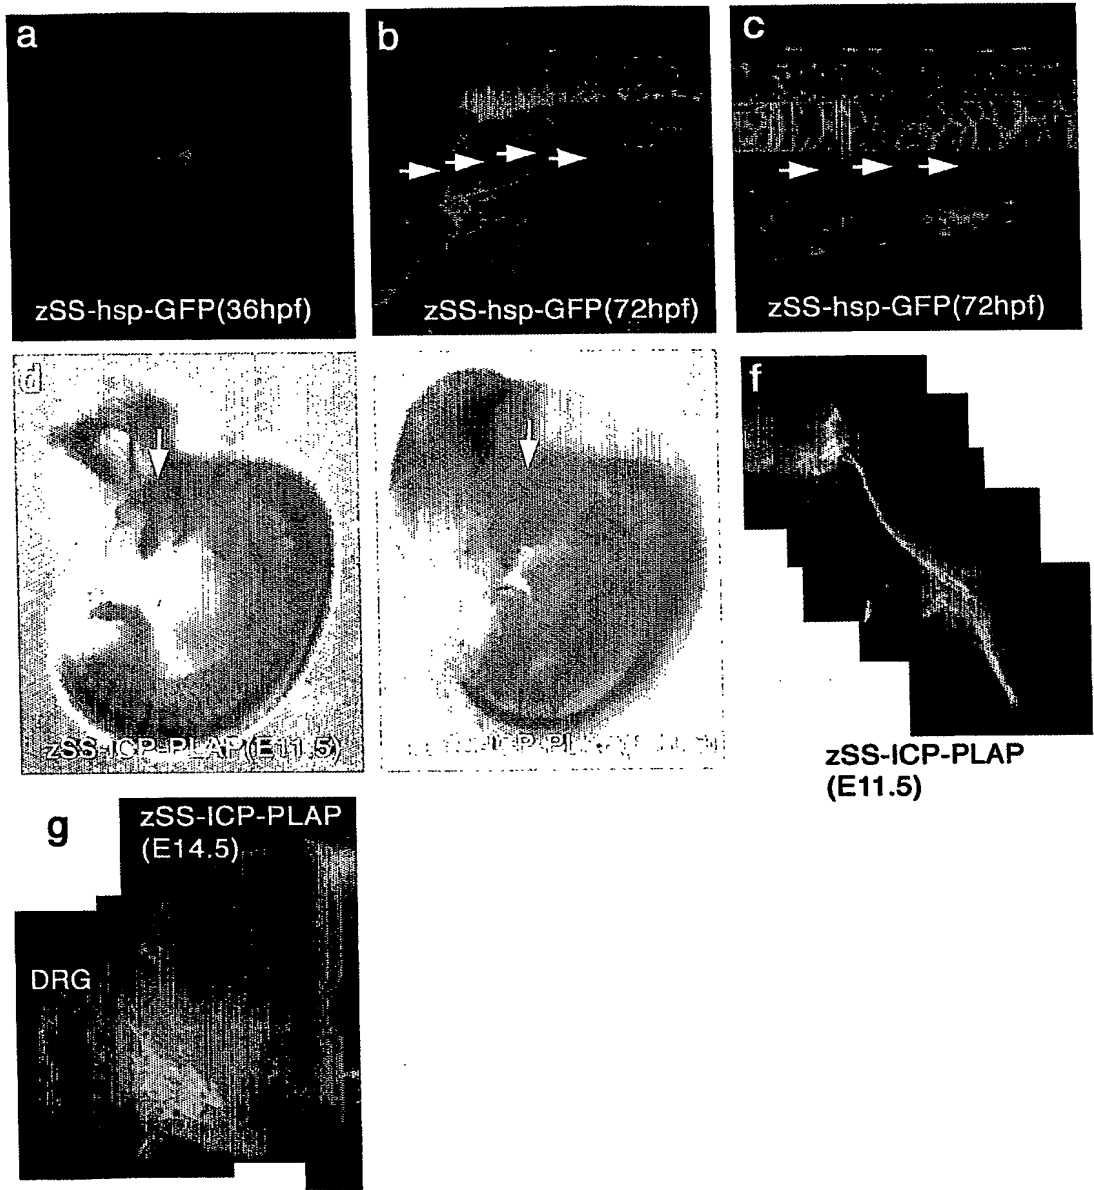 a
b
c
zSS-hsp-GFP(36hpf)
zSS-hsp-GFP(72hpf)
zSS-hsp-GFP(72hpf)
d
f
zSS-ICP-PLAP(E11.5)
zSS-ICP-PLAP
(E11.5)
g
zSS-ICP-PLAP
(E14.5)
DRG